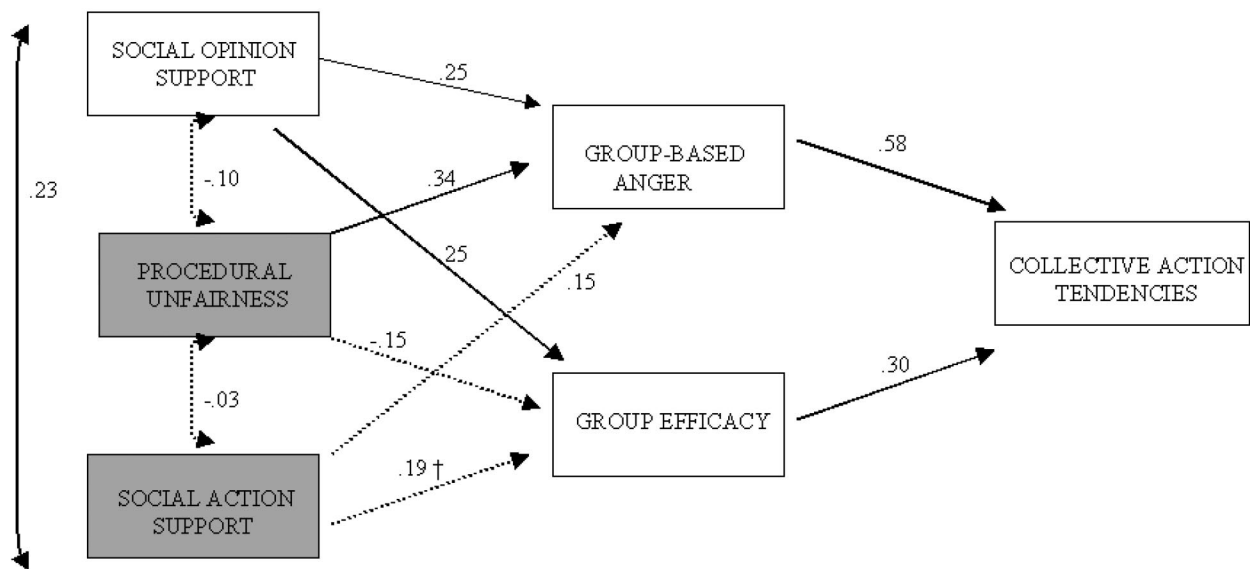 SOCIAL OPINION
SUPPORT
.25
GROUP-BASED
ANGER
.58
-.10
.34
.23
PROCEDURAL
UNFAIRNESS
.25
.15
COLLECTIVE ACTION
TENDENCIES
-.15
.30
-.03
GROUP EFFICACY
.19 †
SOCIAL ACTION
SUPPORT